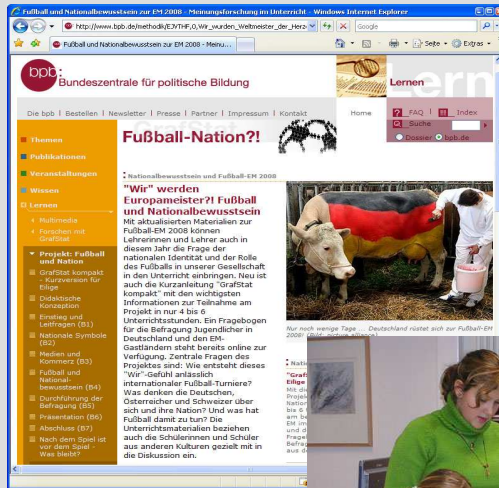 Fußball und Nationalbewusstsein zur EM 2008 - Meinungsforschung im Unterricht - Windows Internet Explorer
http://www.bpb.de/methodik/EJVTHF,0,Wir_wurden_Weltmeister_der_Herz
Google
Fußball und Nationalbewusstsein zur EM 2008 - Meinu...
Seite
Extras
bpb:
Bundeszentrale für politische Bildung
Lernen
Die bpb | Bestellen | Newsletter | Presse | Partner | Impressum | Kontakt
Home
FAQ | Index
Suche
Dossier bpb.de
Fußball-Nation?!
Themen
Publikationen
Veranstaltungen
Wissen
Lernen
Multimedia
Forschen mit
GrafStat
Projekt: Fußball
und Nation
GrafStat kompakt
- Kurzversion für
Eilige
Didaktische
Konzeption
Einstieg und
Leitfragen (B1)
Nationale Symbole
(B2)
Medien und
Kommerz (B3)
Fußball und
National-
bewusstsein (B4)
Durchführung der
Befragung (B5)
Präsentation (B6)
Abschluss (B7)
Nach dem Spiel ist
vor dem Spiel -
Was bleibt?
Nationalbewusstsein und Fußball-EM 2008
"Wir" werden
Europameister?! Fußball
und Nationalbewusstsein
Mit aktualisierten Materialien zur
Fußball-EM 2008 können
Lehrerinnen und Lehrer auch in
diesem Jahr die Frage der
nationalen Identität und der Rolle
des Fußballs in unserer Gesellschaft
in den Unterricht einbringen. Neu ist
auch die Kurzanleitung "GrafStat
kompakt" mit den wichtigsten
Informationen zur Teilnahme am
Projekt in nur 4 bis 6
Unterrichtsstunden. Ein Fragebogen
für die Befragung Jugendlicher in
Deutschland und den EM-
Gastländern steht bereits online zur
Verfügung. Zentrale Fragen des
Projektes sind: Wie entsteht dieses
"Wir"-Gefühl anlässlich
internationaler Fußball-Turniere?
Was denken die Deutschen,
Österreicher und Schweizer über
sich und ihre Nation? Und was hat
Fußball damit zu tun? Die
Unterrichtsmaterialien beziehen
auch die Schülerinnen und Schüler
aus anderen Kulturen gezielt mit in
die Diskussion ein.
Nur noch wenige Tage ... Deutschland rüstet sich zur Fußball-EM
2008! (Bild: picture alliance)